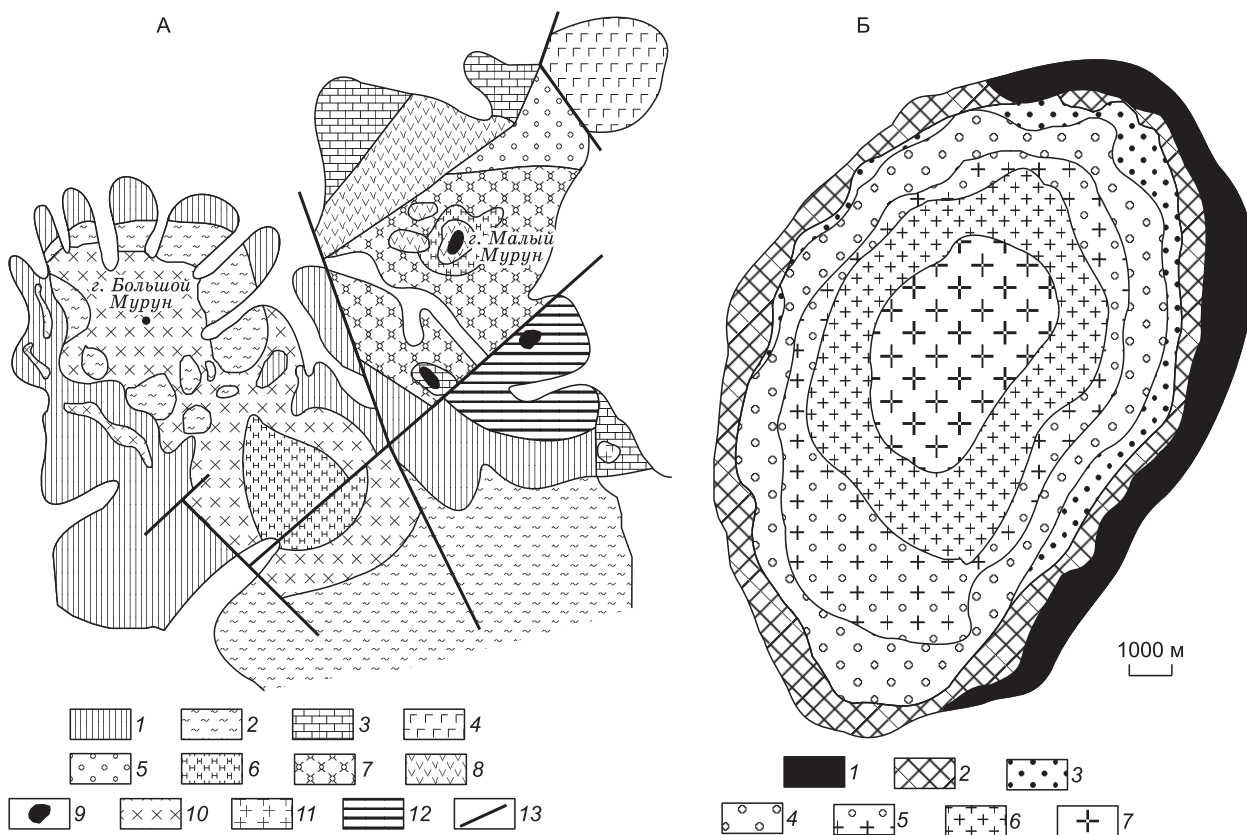 А
Б
г. Малый
Мурун
г. Большой
Мурун
1000 м
1 2 3 4
5 6 7 8
9 10 11 12 13
1 2 3
4 5 6 7